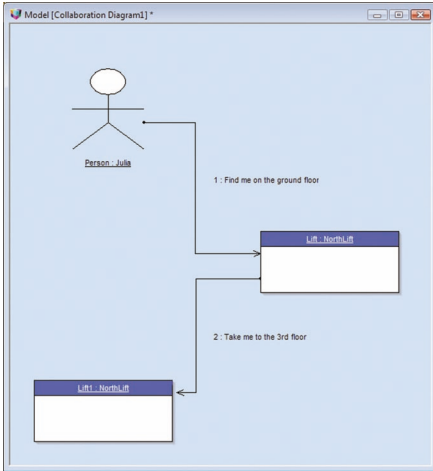 Model [Collaboration Diagram1] *
Person : Julia
1 : Find me on the ground floor
Lift : NorthLift
2 : Take me to the 3rd floor
Lift1 : NorthLift